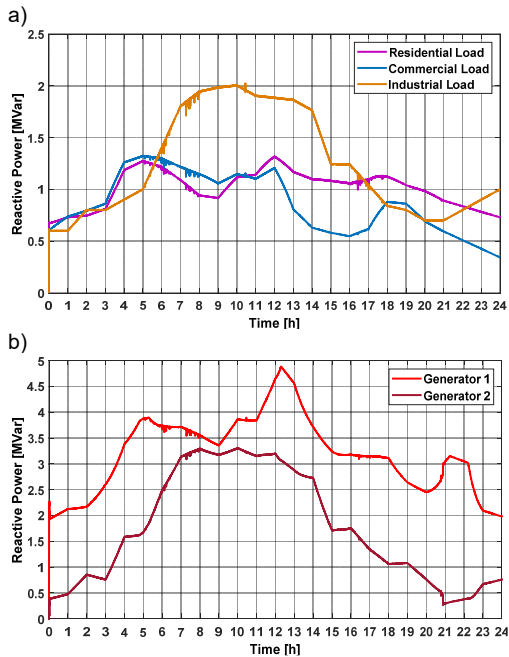 a)
Reactive Power [MVar]
2.5
2
1.5
1
0.5
0
Residential Load
Commercial Load
Industrial Load
0 1 2 3 4 5 6 7 8 9 10 11 12 13 14 15 16 17 18 19 20 21 22 23 24
Time [h]
b)
Reactive Power [MVar]
5
4.5
4
3.5
3
2.5
2
1.5
1
0.5
0
Generator 1
Generator 2
0 1 2 3 4 5 6 7 8 9 10 11 12 13 14 15 16 17 18 19 20 21 22 23 24
Time [h]